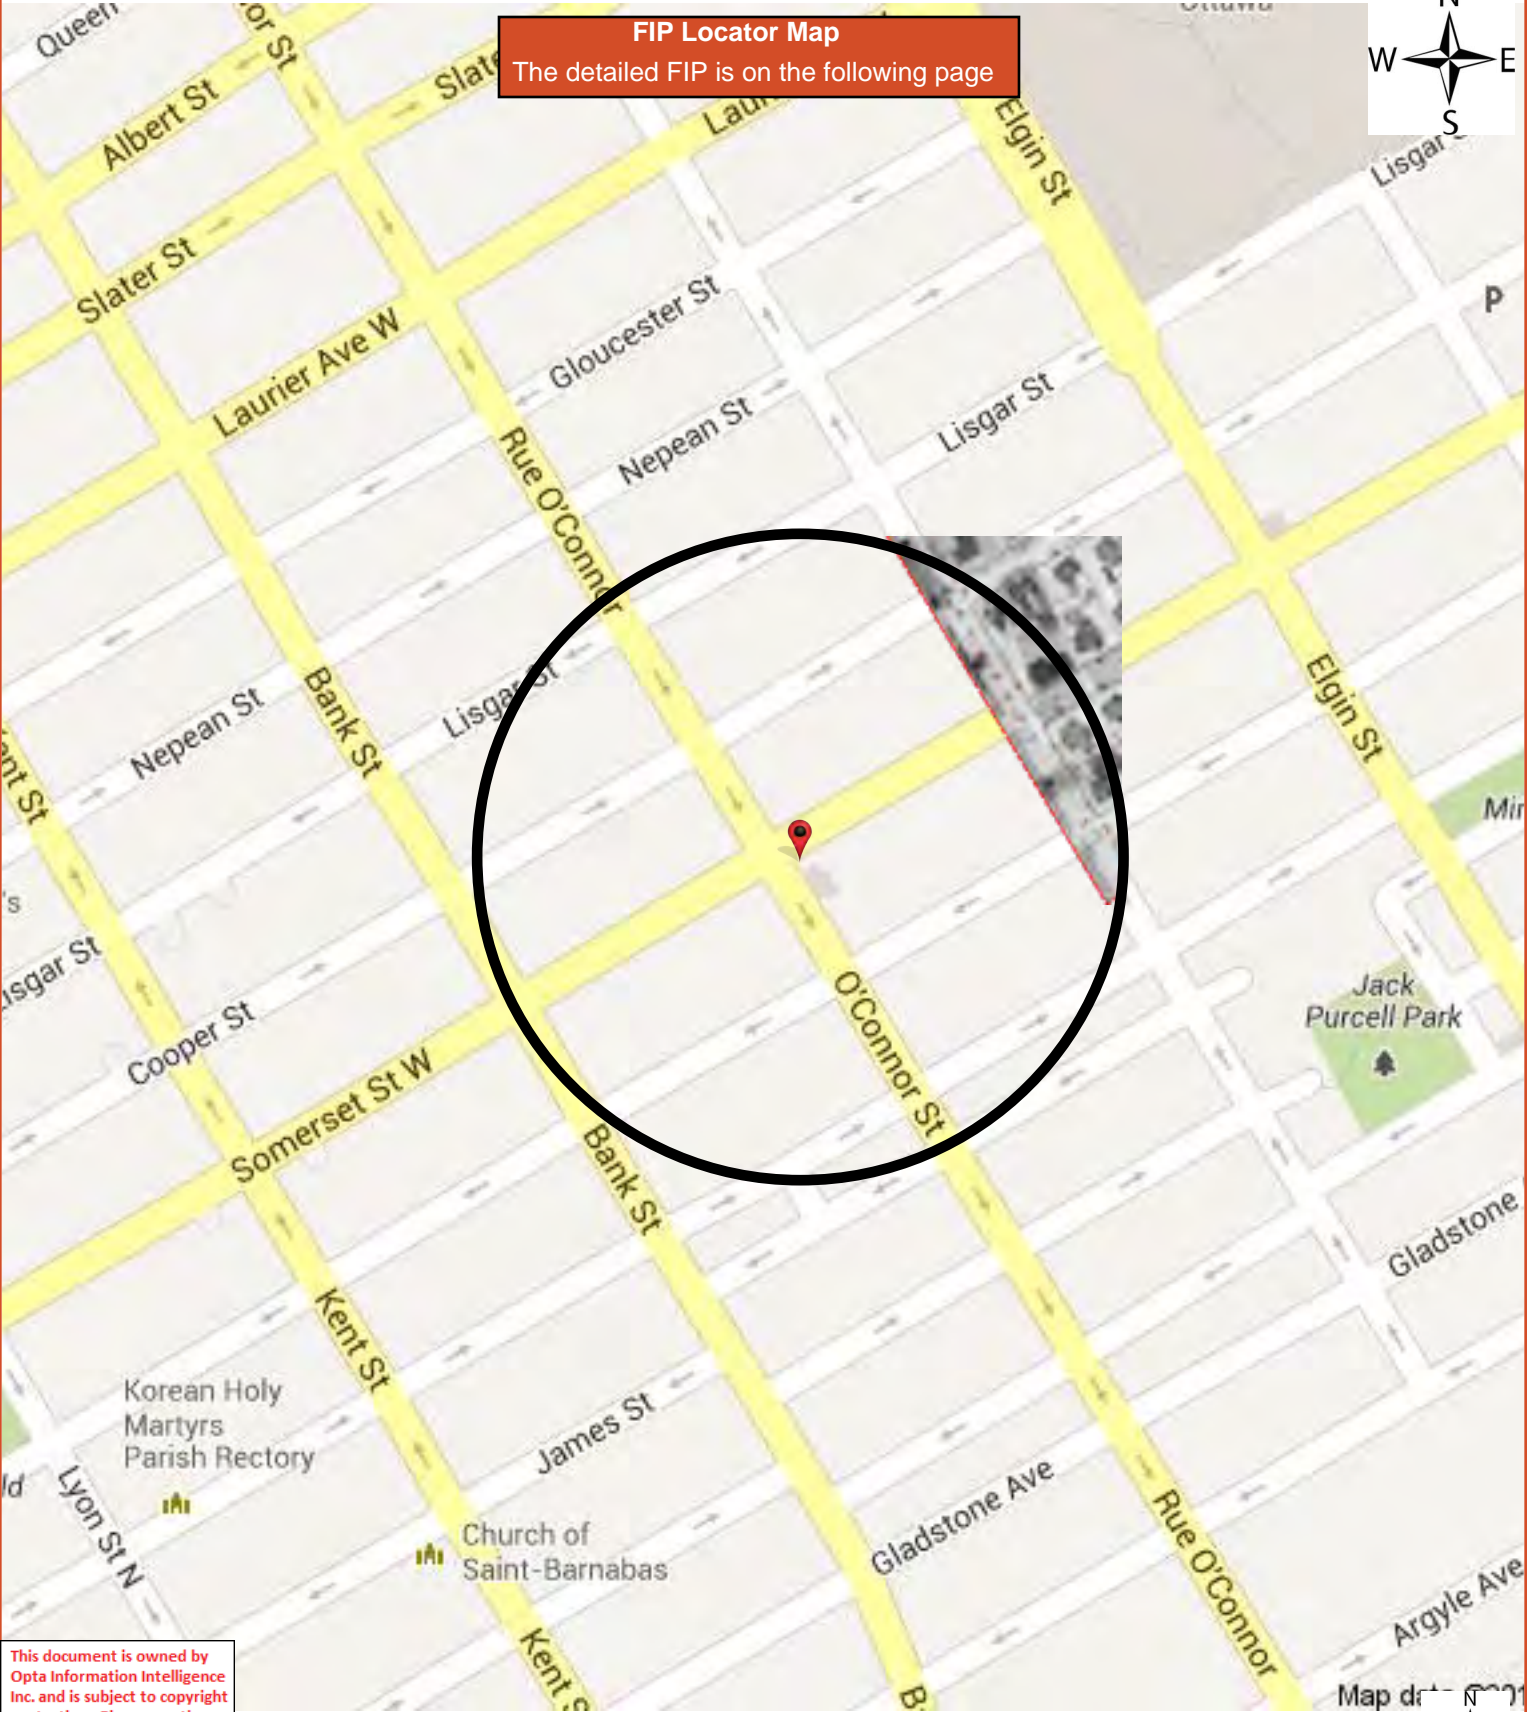 FIP Locator Map
The detailed FIP is on the following page
N
W
E
S
Queen
Albert St
Slater St
Laurier Ave W
Elgin St
Lisgar
P
Gloucester St
Nepean St
Lisgar St
Rue O'Connor
Bank St
Nepean St
Lisgar St
Elgin St
Cooper St
Somerset St W
O'Connor St
Jack
Purcell Park
Bank St
Kent St
Gladstone
Korean Holy
Martyrs
Parish Rectory
James St
Lyon St N
Church of
Saint-Barnabas
Gladstone Ave
Rue O'Connor
Argyle Ave
This document is owned by
Opta Information Intelligence
Inc. and is subject to copyright
Map
N